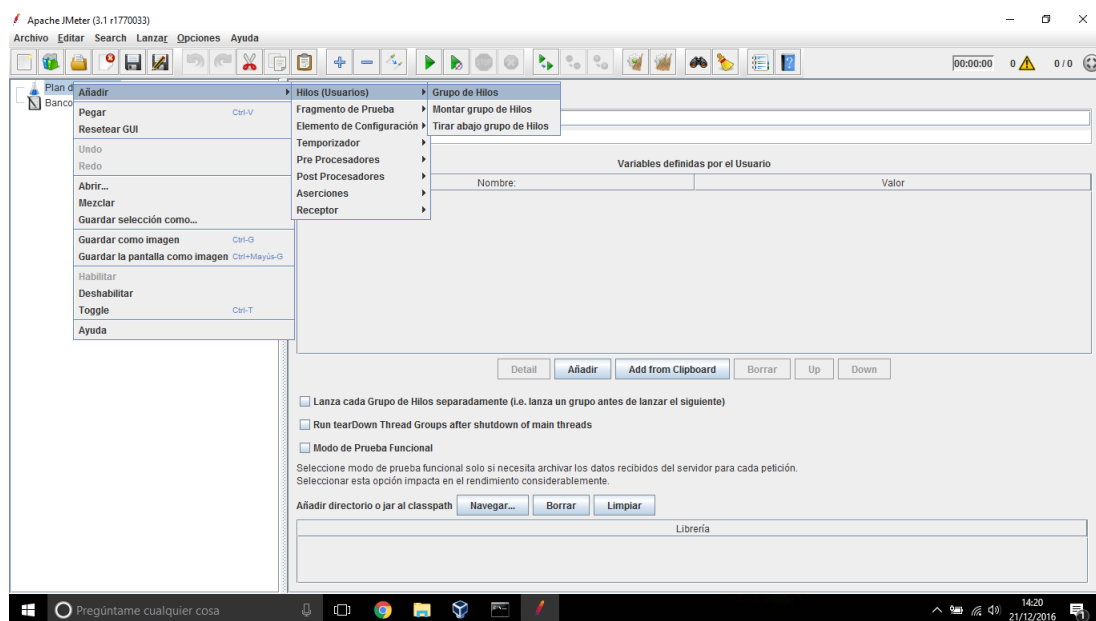 Apache JMeter (3.1 r1770033)
Archivo Editar Search Lanzar Opciones Ayuda
00:00:00 0 0 / 0
Plan d
Banco
Añadir
Pegar Ctrl-V
Resetear GUI
Undo
Redo
Abrir...
Mezclar
Guardar selección como...
Guardar como imagen Ctrl-G
Guardar la pantalla como imagen Ctrl+Mayús-G
Habilitar
Deshabilitar
Toggle Ctrl-T
Ayuda
Hilos (Usuarios)
Fragmento de Prueba
Elemento de Configuración
Temporizador
Pre Procesadores
Post Procesadores
Aserciones
Receptor
Grupo de Hilos
Montar grupo de Hilos
Tirar abajo grupo de Hilos
Variables definidas por el Usuario
Nombre: Valor
Detail Añadir Add from Clipboard Borrar Up Down
Lanza cada Grupo de Hilos separadamente (i.e. lanza un grupo antes de lanzar el siguiente)
Run tearDown Thread Groups after shutdown of main threads
Modo de Prueba Funcional
Seleccione modo de prueba funcional solo si necesita archivar los datos recibidos del servidor para cada petición.
Seleccionar esta opción impacta en el rendimiento considerablemente.
Añadir directorio o jar al classpath Navegar... Borrar Limpiar
Librería
Pregúntame cualquier cosa
14:20
21/12/2016